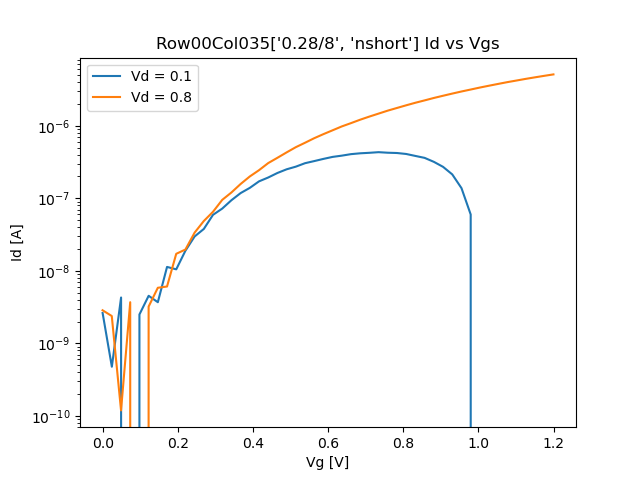 Row00Col035['0.28/8', 'nshort'] Id vs Vgs
Vd = 0.1
Vd = 0.8
Id [A]
10⁻⁶
10⁻⁷
10⁻⁸
10⁻⁹
10⁻¹⁰
0.0 0.2 0.4 0.6 0.8 1.0 1.2
Vg [V]